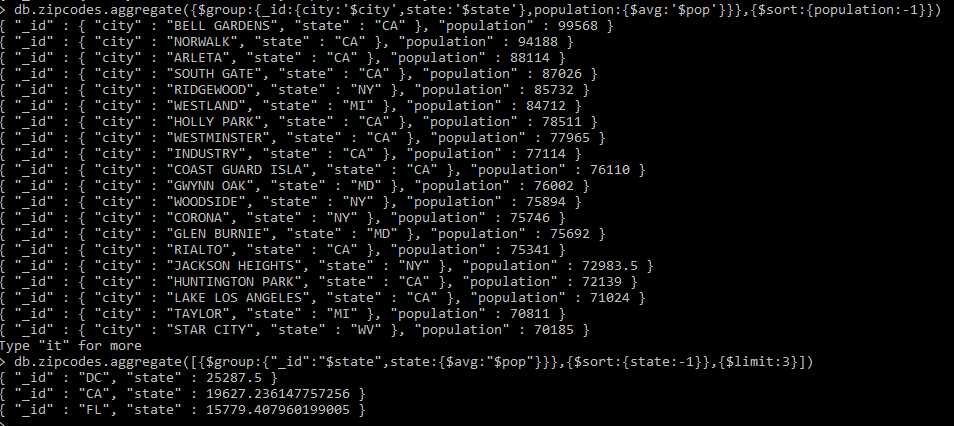 > db.zipcodes.aggregate({$group:{_id:{city:'$city',state:'$state'},population:{$avg:'$pop'}}},{$sort:{population:-1}})
{ "_id" : { "city" : "BELL GARDENS", "state" : "CA" }, "population" : 99568 }
{ "_id" : { "city" : "NORWALK", "state" : "CA" }, "population" : 94188 }
{ "_id" : { "city" : "ARLETA", "state" : "CA" }, "population" : 88114 }
{ "_id" : { "city" : "SOUTH GATE", "state" : "CA" }, "population" : 87026 }
{ "_id" : { "city" : "RIDGEWOOD", "state" : "NY" }, "population" : 85732 }
{ "_id" : { "city" : "WESTLAND", "state" : "MI" }, "population" : 84712 }
{ "_id" : { "city" : "HOLLY PARK", "state" : "CA" }, "population" : 78511 }
{ "_id" : { "city" : "WESTMINSTER", "state" : "CA" }, "population" : 77965 }
{ "_id" : { "city" : "INDUSTRY", "state" : "CA" }, "population" : 77114 }
{ "_id" : { "city" : "COAST GUARD ISLA", "state" : "CA" }, "population" : 76110 }
{ "_id" : { "city" : "GWYNN OAK", "state" : "MD" }, "population" : 76002 }
{ "_id" : { "city" : "WOODSIDE", "state" : "NY" }, "population" : 75894 }
{ "_id" : { "city" : "CORONA", "state" : "NY" }, "population" : 75746 }
{ "_id" : { "city" : "GLEN BURNIE", "state" : "MD" }, "population" : 75692 }
{ "_id" : { "city" : "RIALTO", "state" : "CA" }, "population" : 75341 }
{ "_id" : { "city" : "JACKSON HEIGHTS", "state" : "NY" }, "population" : 72983.5 }
{ "_id" : { "city" : "HUNTINGTON PARK", "state" : "CA" }, "population" : 72139 }
{ "_id" : { "city" : "LAKE LOS ANGELES", "state" : "CA" }, "population" : 71024 }
{ "_id" : { "city" : "TAYLOR", "state" : "MI" }, "population" : 70811 }
{ "_id" : { "city" : "STAR CITY", "state" : "WV" }, "population" : 70185 }
Type "it" for more
> db.zipcodes.aggregate([{$group:{"_id":"$state",state:{$avg:"$pop"}}},{$sort:{state:-1}},{$limit:3}])
{ "_id" : "DC", "state" : 25287.5 }
{ "_id" : "CA", "state" : 19627.236147757256 }
{ "_id" : "FL", "state" : 15779.407960199005 }